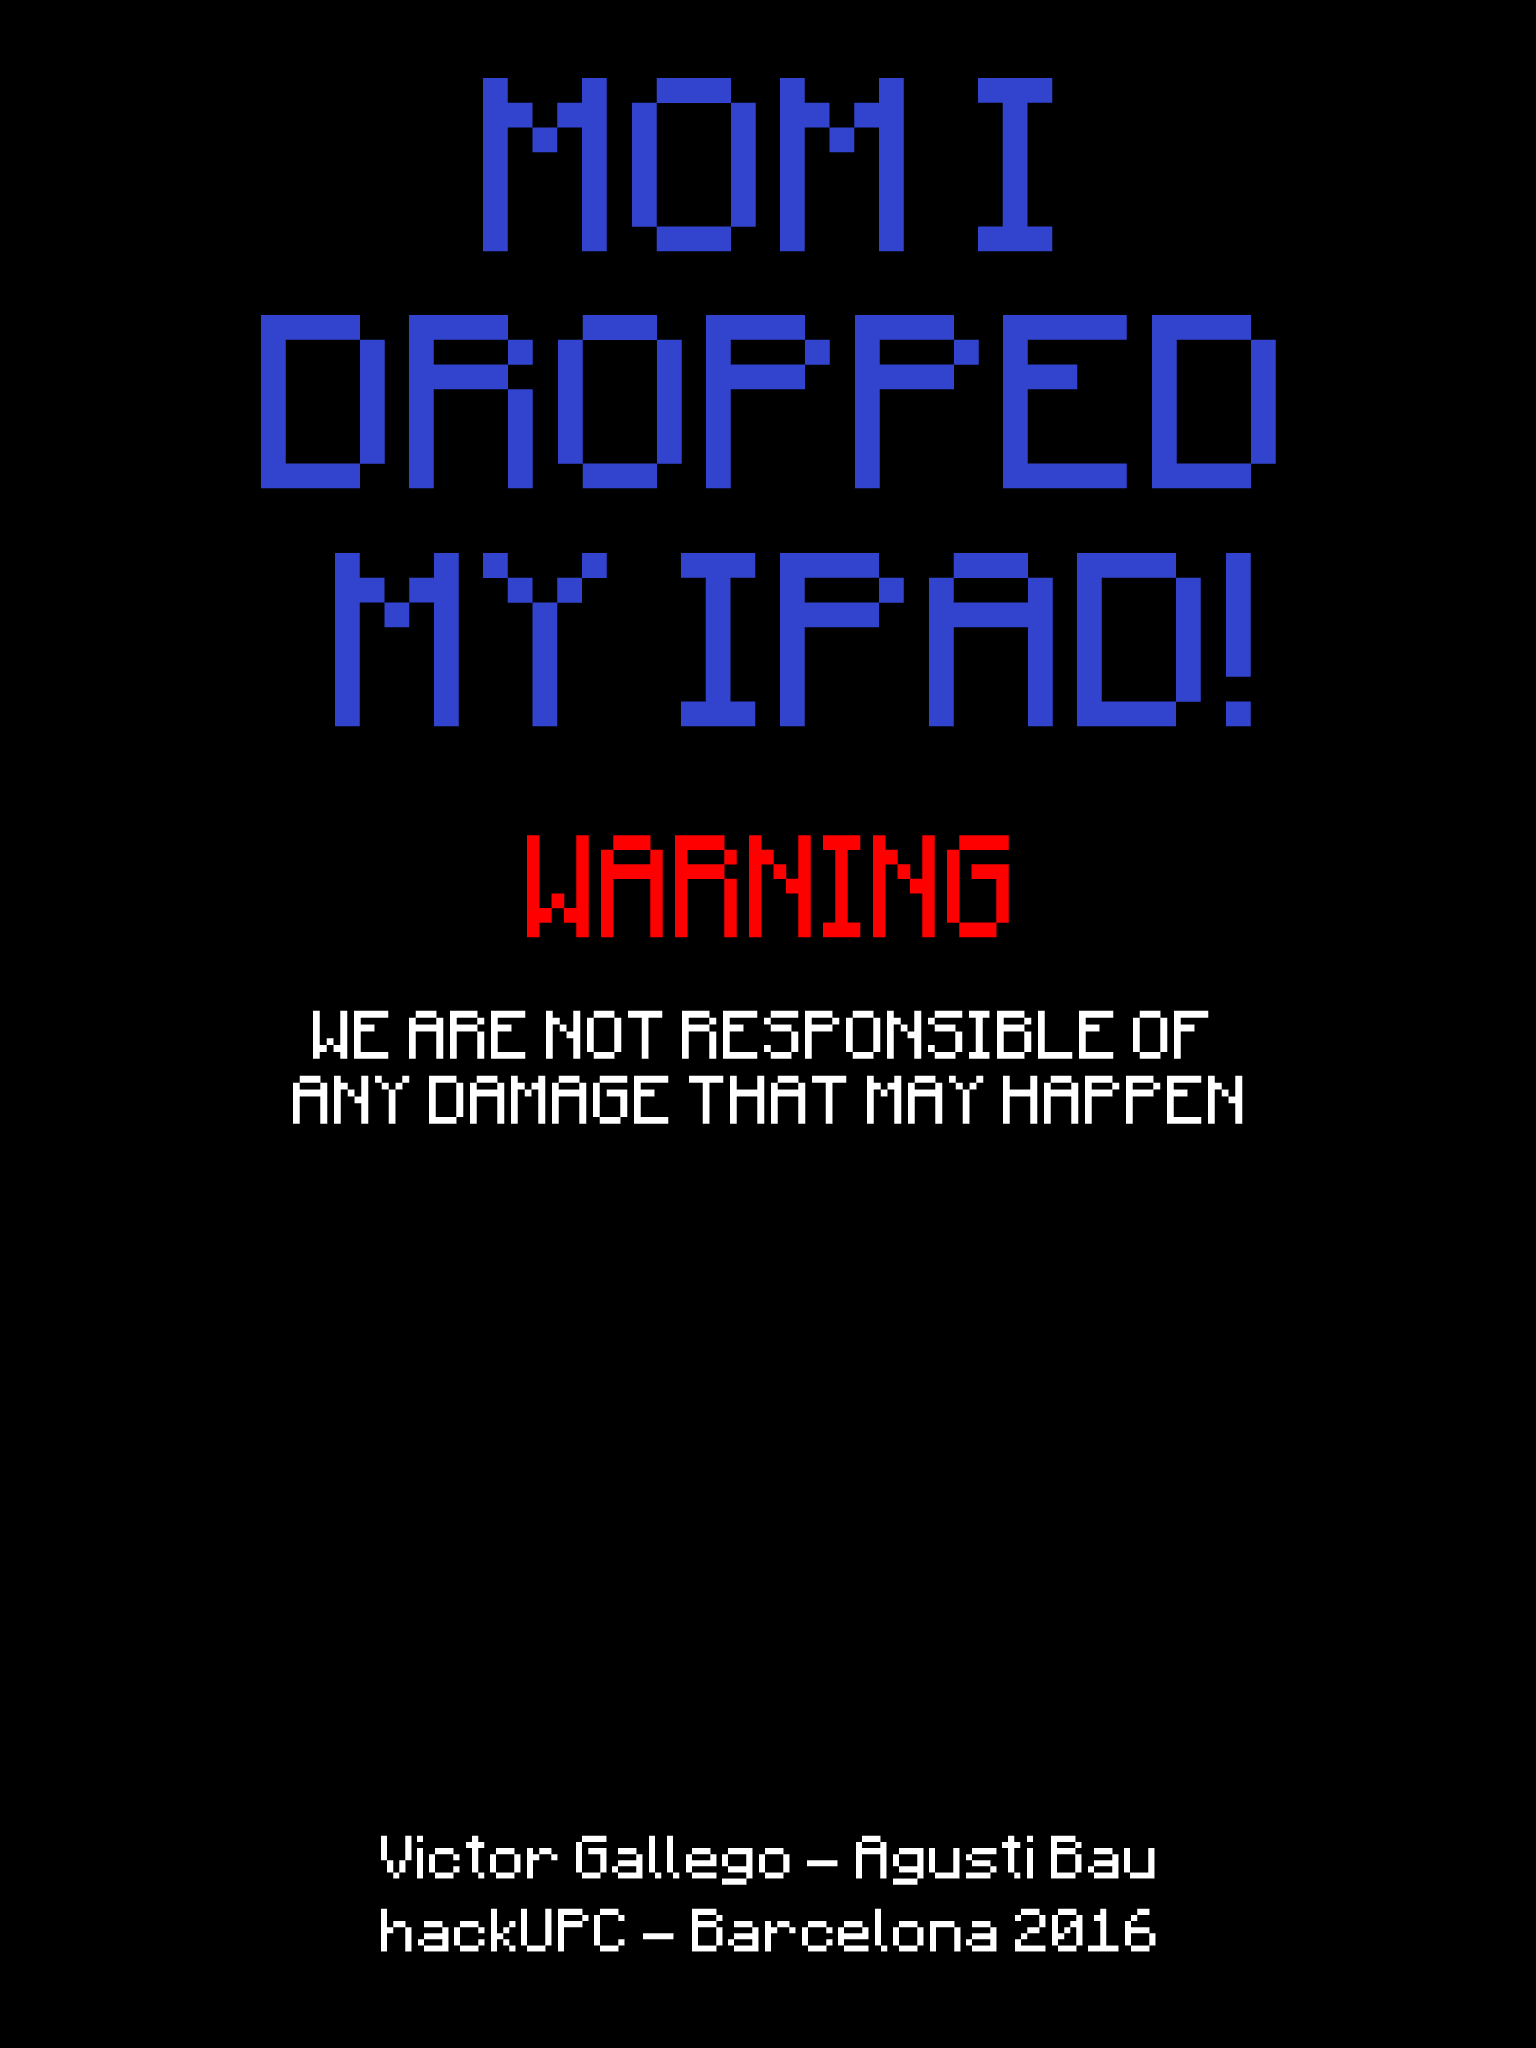 MOM I
DROPPED
MY IPAD!
WARNING
WE ARE NOT RESPONSIBLE OF
ANY DAMAGE THAT MAY HAPPEN
Victor Gallego – Agusti Bau
hackUPC – Barcelona 2016